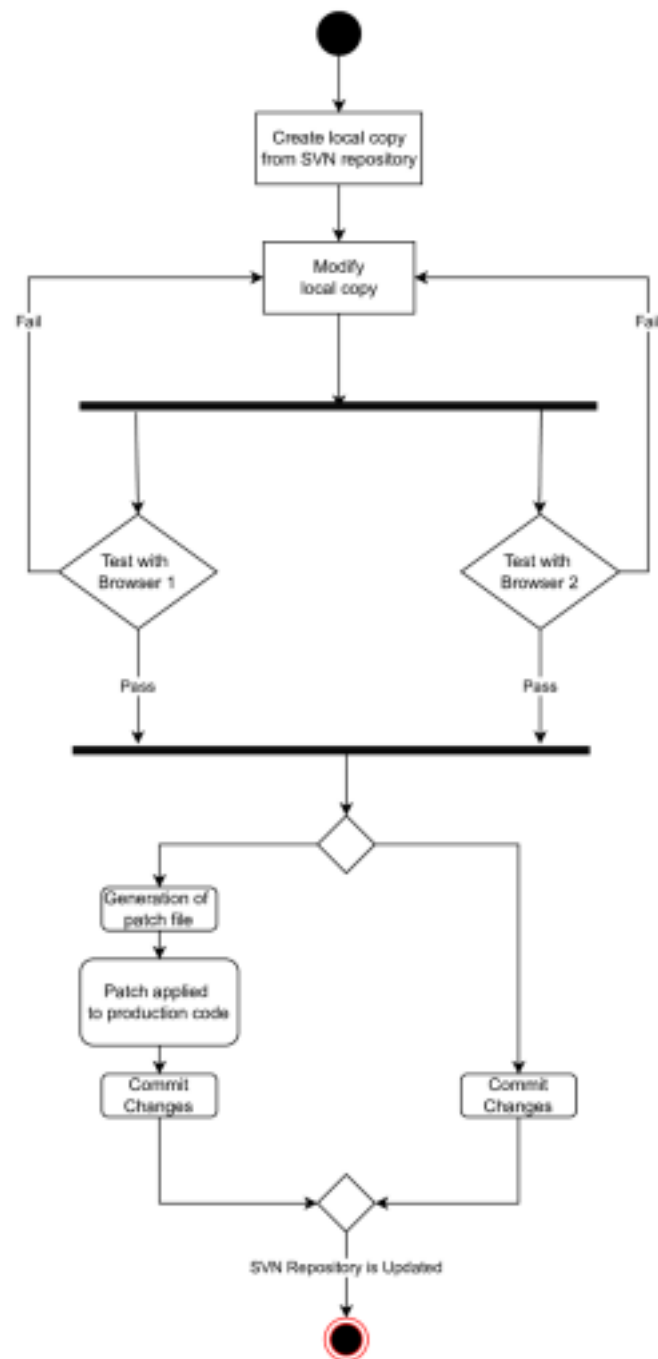 Create local copy
from SVN repository
Modify
local copy
Fail
Fail
Test with
Browser 1
Test with
Browser 2
Pass
Pass
Generation of
patch file
Patch applied
to production code
Commit
Changes
Commit
Changes
SVN Repository is Updated